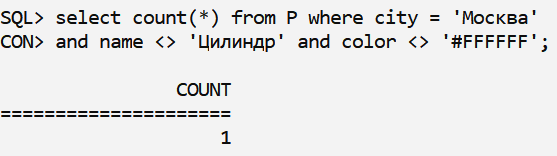 SQL> select count(*) from P where city = 'Москва'
CON> and name <> 'Цилиндр' and color <> '#FFFFFF';
COUNT
=====================
1